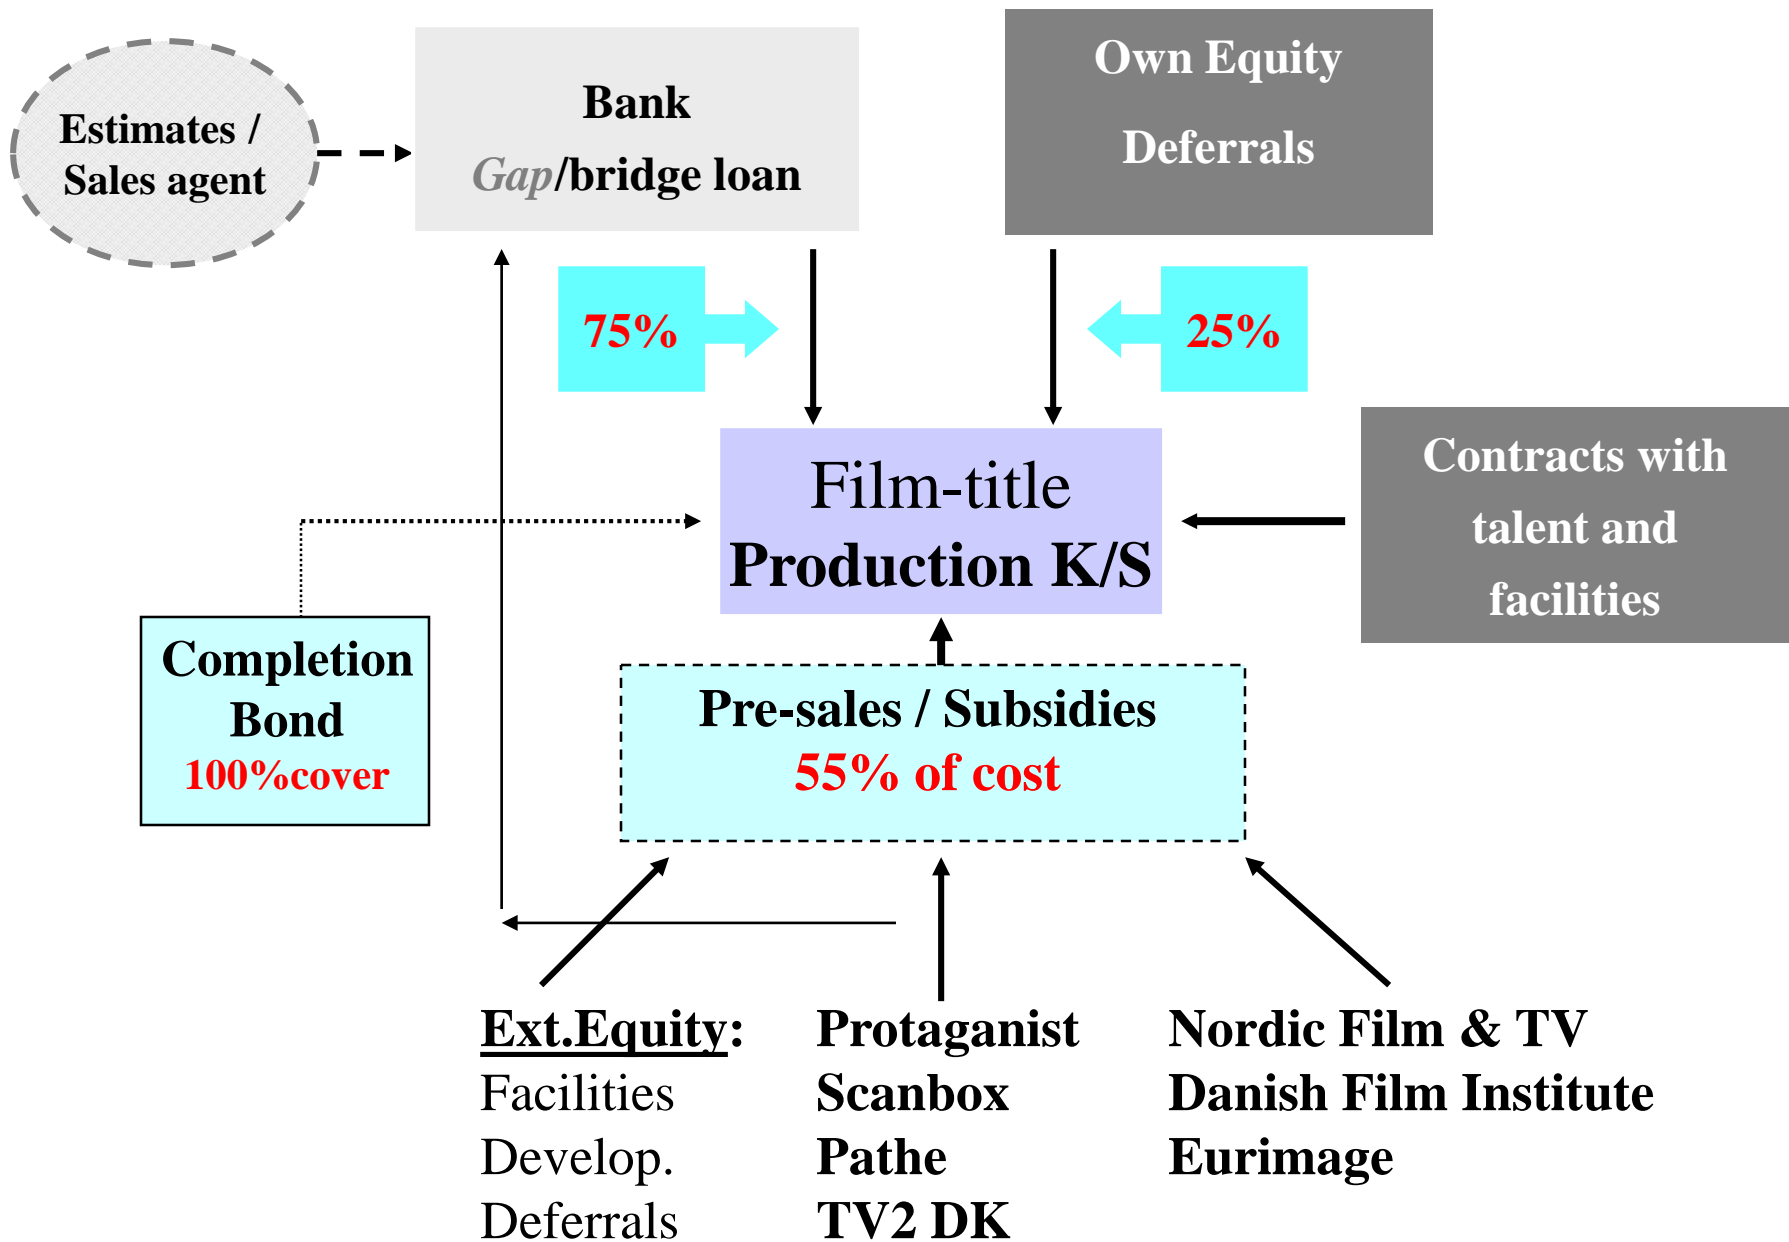 Estimates /
Sales agent
Bank
Gap/bridge loan
Own Equity
Deferrals
75%
25%
Film-title
Production K/S
Contracts with
talent and
facilities
Completion
Bond
100%cover
Pre-sales / Subsidies
55% of cost
Ext.Equity:
Facilities
Develop.
Deferrals
Protaganist
Scanbox
Pathe
TV2 DK
Nordic Film & TV
Danish Film Institute
Eurimage